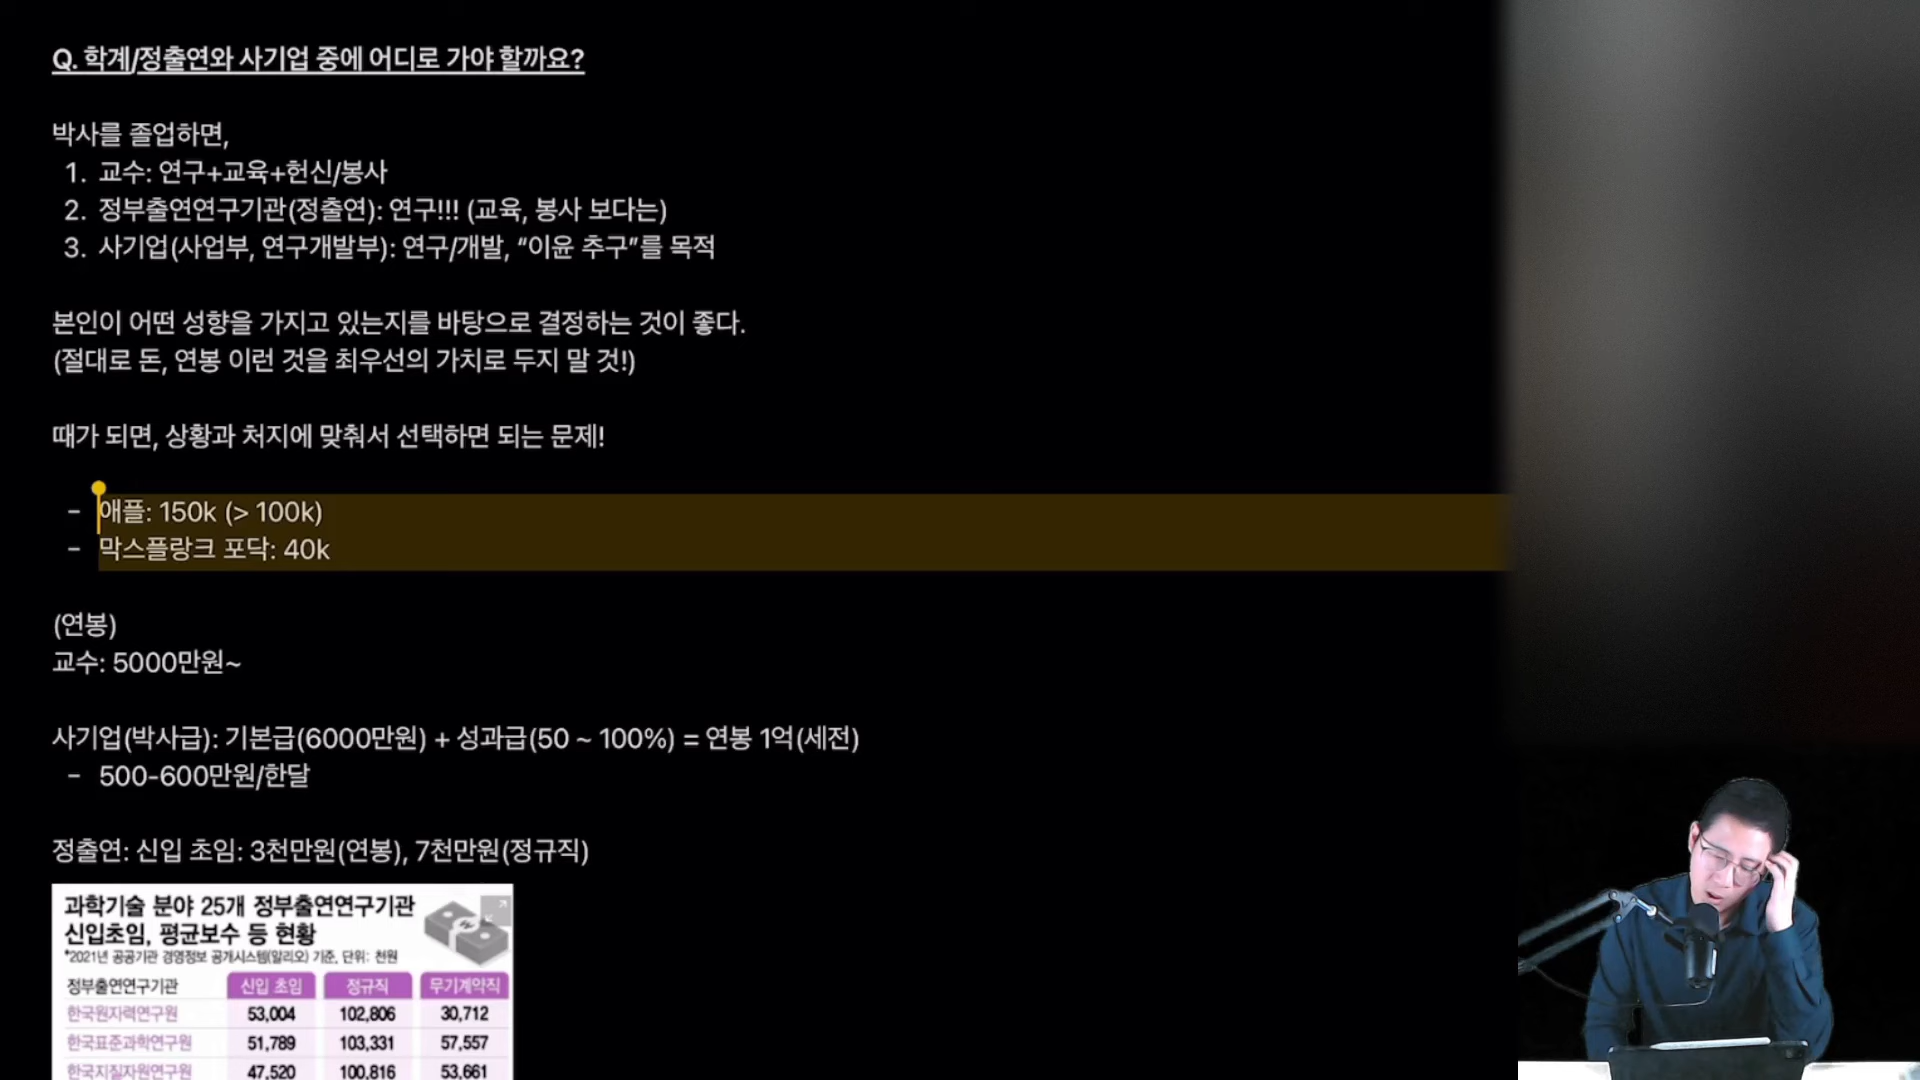 Q. 학계/정출연와 사기업 중에 어디로 가야 할까요?
박사를 졸업하면,
1. 교수: 연구+교육+헌신/봉사
2. 정부출연연구기관(정출연): 연구!!! (교육, 봉사 보다는)
3. 사기업(사업부, 연구개발부): 연구/개발, “이윤 추구”를 목적
본인이 어떤 성향을 가지고 있는지를 바탕으로 결정하는 것이 좋다.
(절대로 돈, 연봉 이런 것을 최우선의 가치로 두지 말 것!)
때가 되면, 상황과 처지에 맞춰서 선택하면 되는 문제!
- 애플: 150k (> 100k)
- 막스플랑크 포닥: 40k
(연봉)
교수: 5000만원~
사기업(박사급): 기본급(6000만원) + 성과급(50 ~ 100%) = 연봉 1억(세전)
- 500-600만원/한달
정출연: 신입 초임: 3천만원(연봉), 7천만원(정규직)
과학기술 분야 25개 정부출연연구기관
신입초임, 평균보수 등 현황
*2021년 공공기관 경영정보 공개시스템(알리오) 기준, 단위: 천원
정부출연연구기관 신입 초임 정규직 무기계약직
한국원자력연구원 53,004 102,806 30,712
한국표준과학연구원 51,789 103,331 57,557
한국지질자원연구원 47,520 100,816 53,661